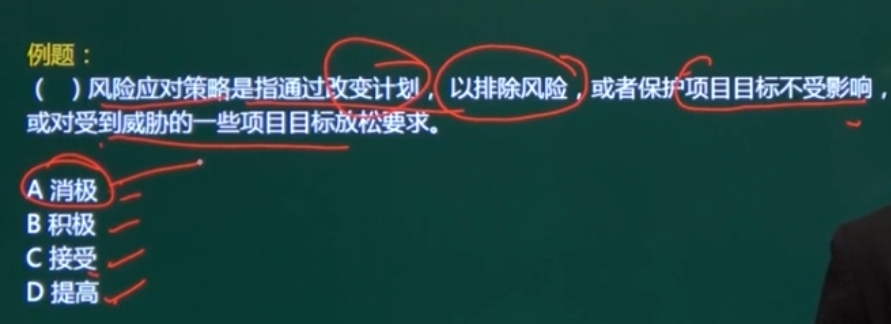 例题：
（ ）风险应对策略是指通过改变计划，以排除风险，或者保护项目目标不受影响，
或对受到威胁的一些项目目标放松要求。
A 消极
B 积极
C 接受
D 提高